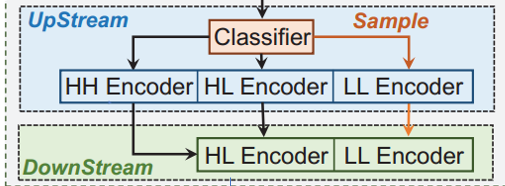 UpStream
Sample
Classifier
HH Encoder HL Encoder LL Encoder
HL Encoder LL Encoder
DownStream